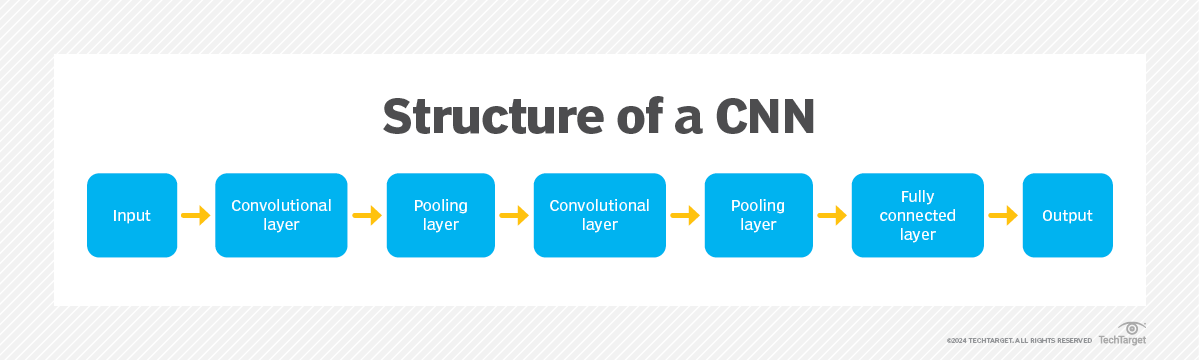 Structure of a CNN
Input
Convolutional
layer
Pooling
layer
Convolutional
layer
Pooling
layer
Fully
connected
layer
Output
©2024 TECHTARGET. ALL RIGHTS RESERVED
TechTarget